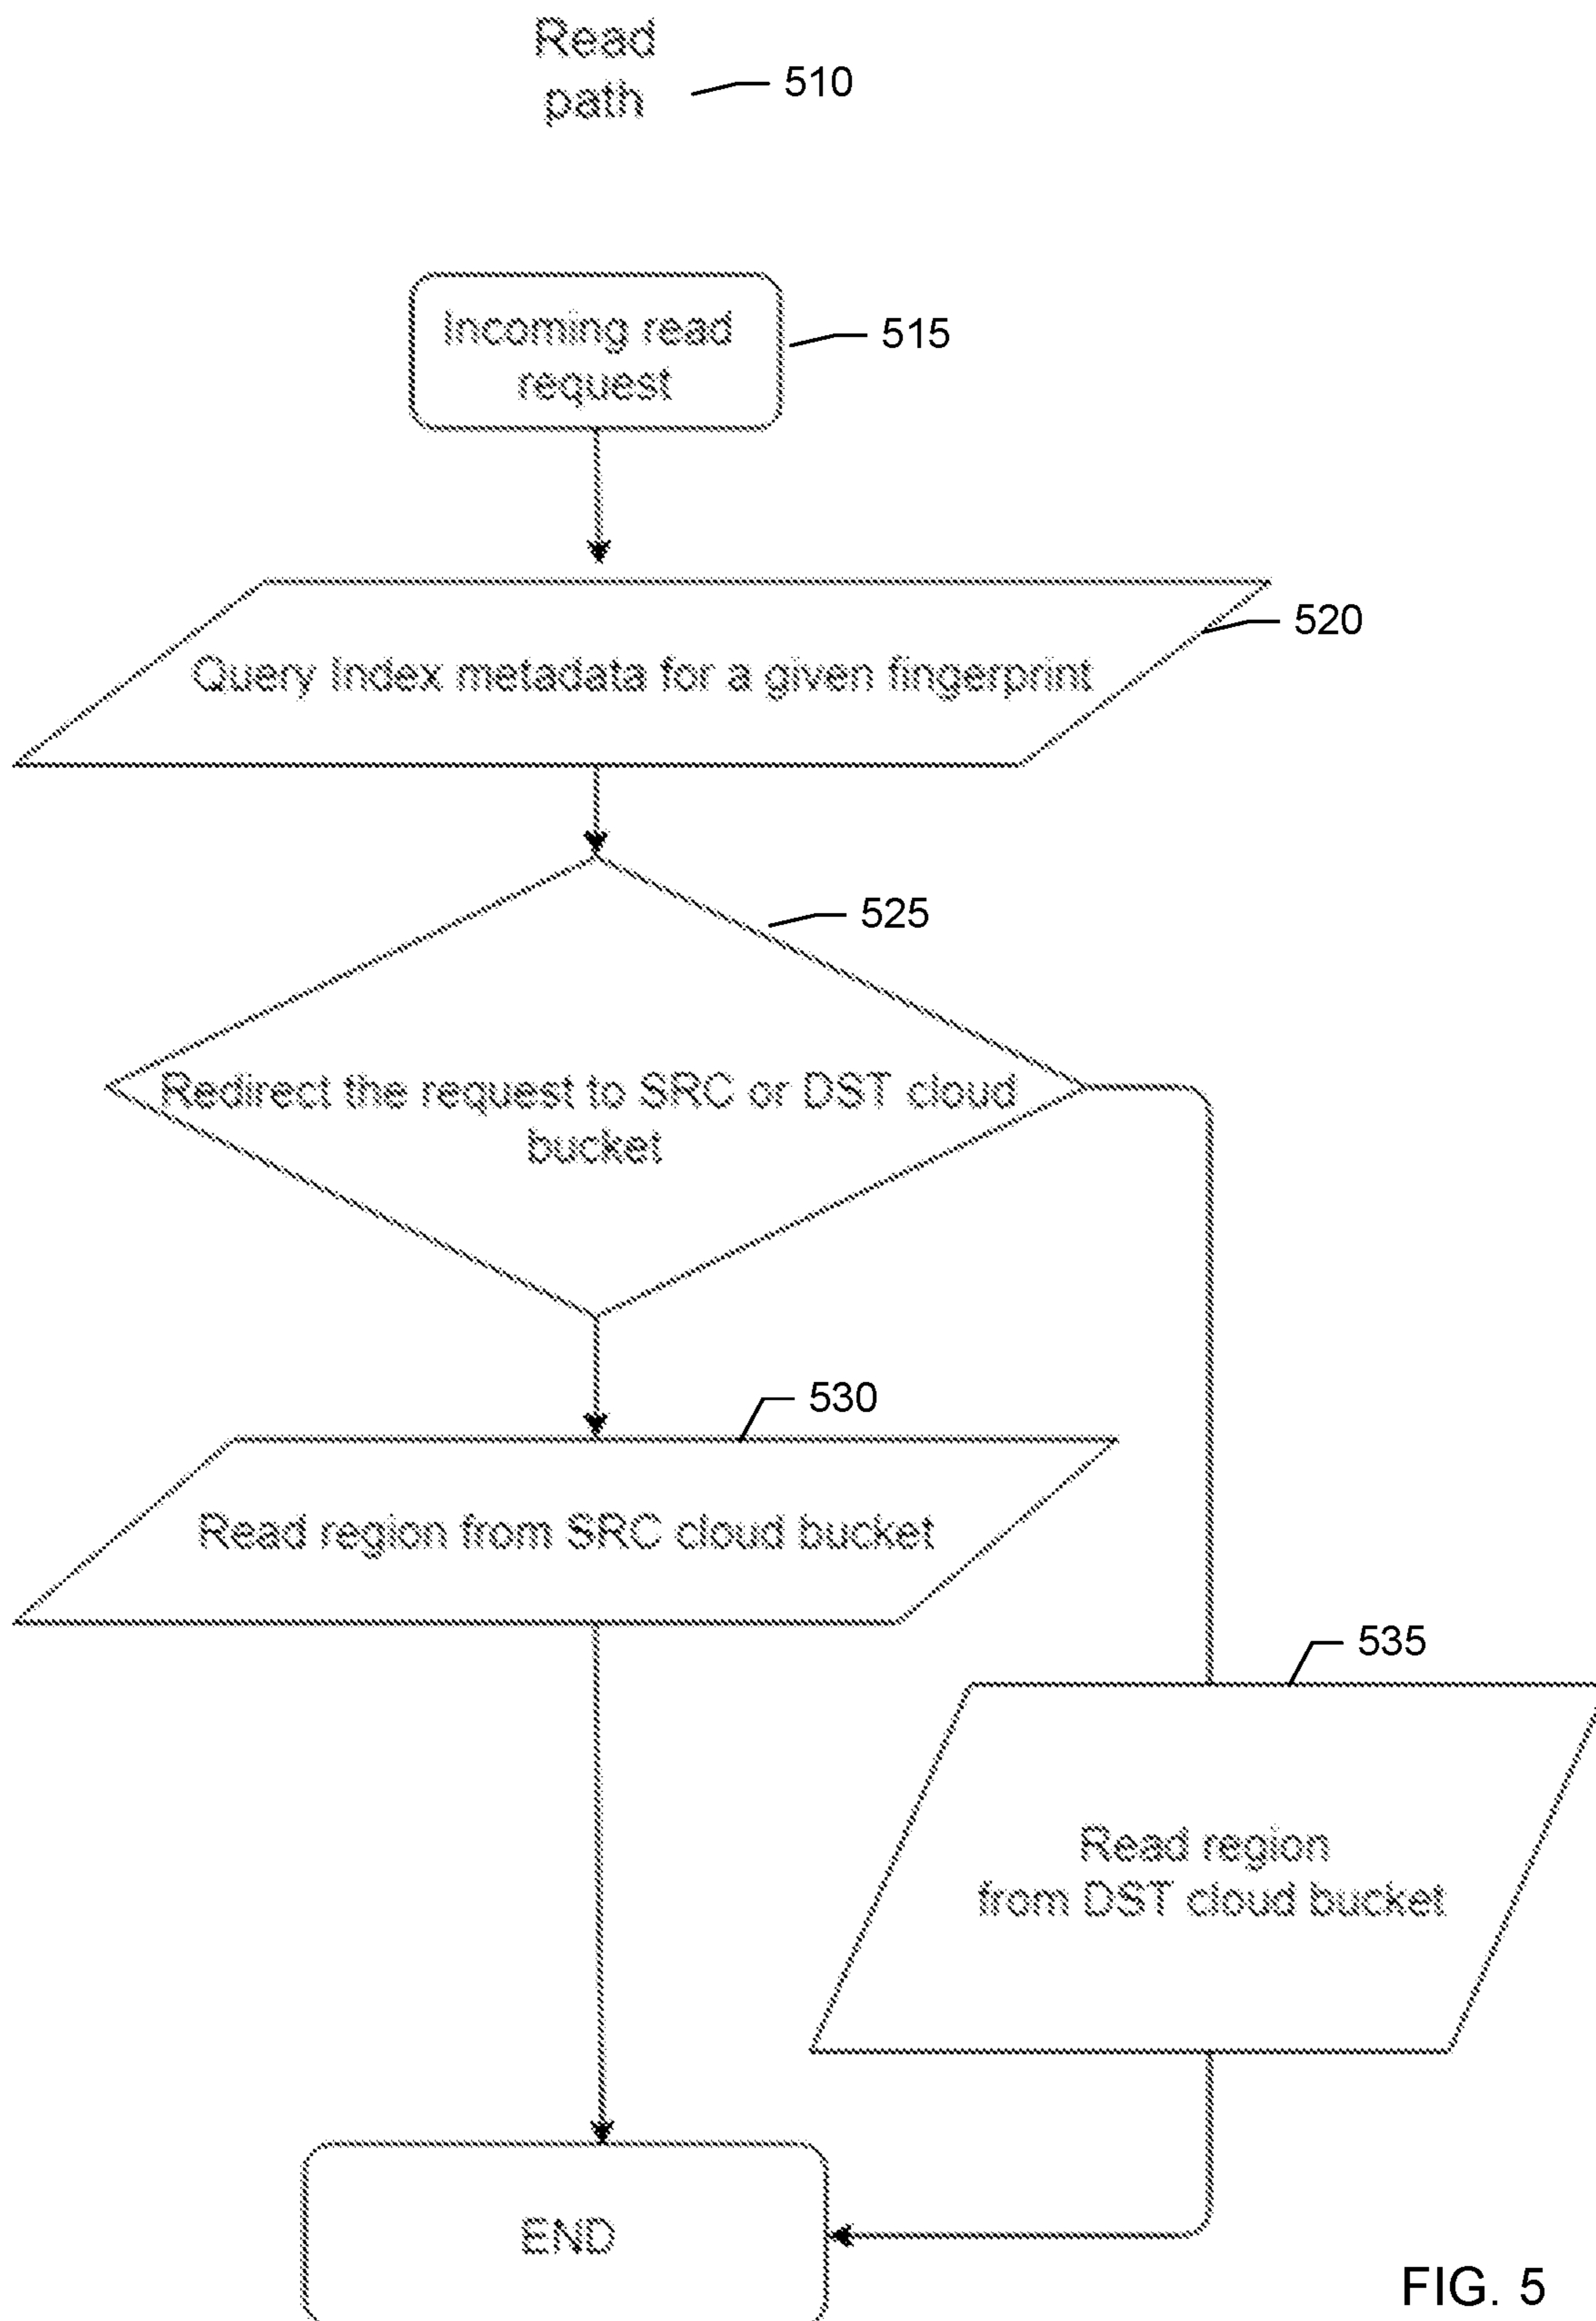 Read
path
510
Incoming read
request
515
520
Query Index metadata for a given fingerprint
525
Redirect the request to SRC or DST cloud
bucket
530
Read region from SRC cloud bucket
535
Read region
from DST cloud bucket
END
FIG. 5